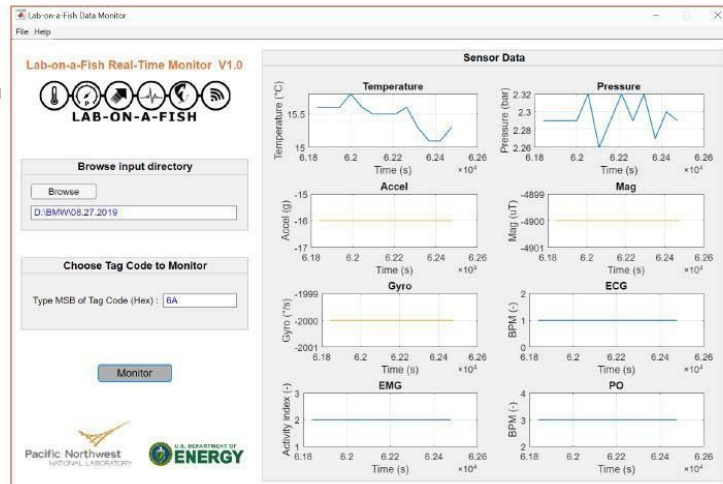 Lab-on-a-Fish Data Monitor
File Help
Lab-on-a-Fish Real-Time Monitor V1.0
LAB-ON-A-FISH
Browse input directory
Browse
D:\BMW\08.27.2019
Choose Tag Code to Monitor
Type MSB of Tag Code (Hex) : 6A
Monitor
Pacific Northwest
NATIONAL LABORATORY
U.S. DEPARTMENT OF
ENERGY
Sensor Data
Temperature
Temperature (°C)
15.5
15
6.18 6.2 6.22 6.24 6.26
Time (s) ×10⁴
Pressure
Pressure (bar)
2.32
2.3
2.28
2.26
6.18 6.2 6.22 6.24 6.26
Time (s) ×10⁴
Accel
Accel (g)
-15
-16
-17
6.18 6.2 6.22 6.24 6.26
Time (s) ×10⁴
Mag
Mag (uT)
-4899
-4900
-4901
6.18 6.2 6.22 6.24 6.26
Time (s) ×10⁴
Gyro
Gyro (°/s)
-1999
-2000
-2001
6.18 6.2 6.22 6.24 6.26
Time (s) ×10⁴
ECG
BPM (-)
2
1
0
6.18 6.2 6.22 6.24 6.26
Time (s) ×10⁴
EMG
Activity index (-)
3
2
1
6.18 6.2 6.22 6.24 6.26
Time (s) ×10⁴
PO
BPM (-)
4
3
2
6.18 6.2 6.22 6.24 6.26
Time (s) ×10⁴